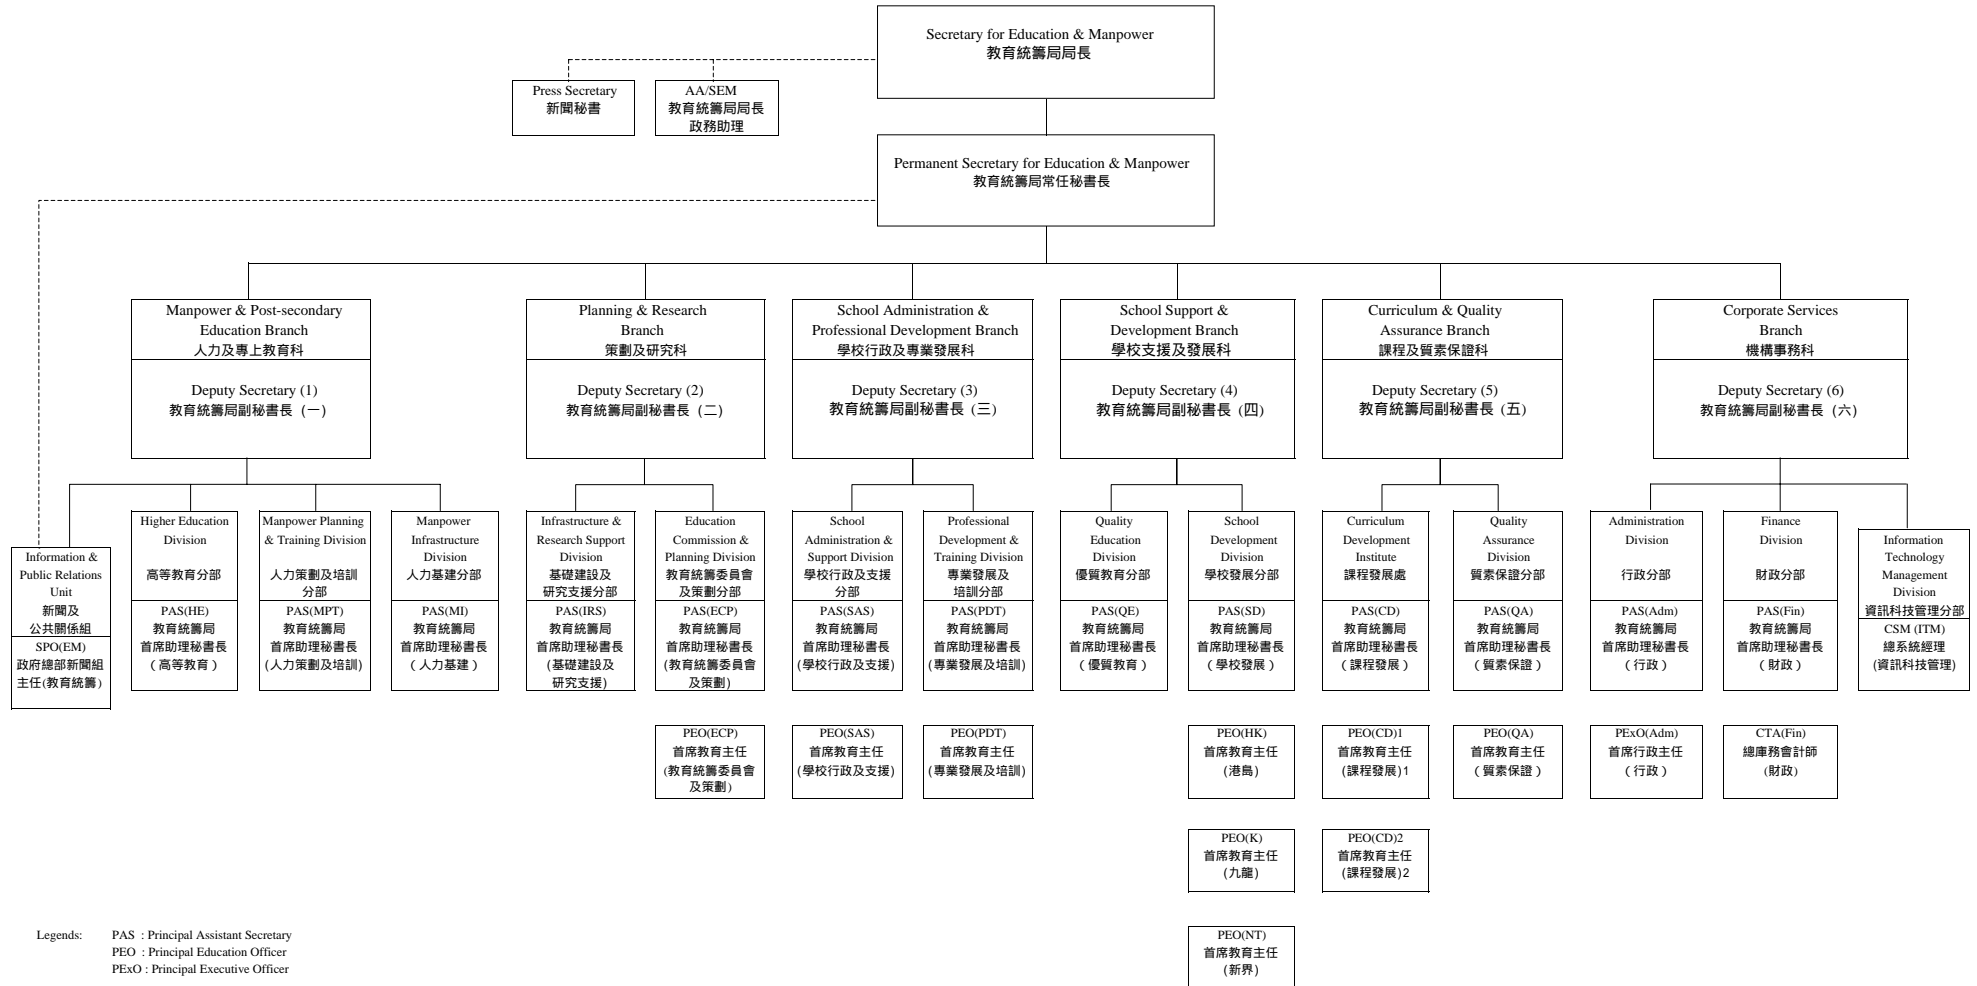 Secretary for Education & Manpower
教育統籌局局長
Press Secretary
新聞秘書
AA/SEM
教育統籌局局長
政務助理
Permanent Secretary for Education & Manpower
教育統籌局常任秘書長
Manpower & Post-secondary
Education Branch
人力及專上教育科
Deputy Secretary (1)
教育統籌局副秘書長 (一)
Planning & Research
Branch
策劃及研究科
Deputy Secretary (2)
教育統籌局副秘書長 (二)
School Administration &
Professional Development Branch
學校行政及專業發展科
Deputy Secretary (3)
教育統籌局副秘書長 (三)
School Support &
Development Branch
學校支援及發展科
Deputy Secretary (4)
教育統籌局副秘書長 (四)
Curriculum & Quality
Assurance Branch
課程及質素保證科
Deputy Secretary (5)
教育統籌局副秘書長 (五)
Corporate Services
Branch
機構事務科
Deputy Secretary (6)
教育統籌局副秘書長 (六)
Information &
Public Relations
Unit
新聞及
公共關係組
SPO(EM)
政府總部新聞組
主任(教育統籌)
Higher Education
Division
高等教育分部
PAS(HE)
教育統籌局
首席助理秘書長
(高等教育)
Manpower Planning
& Training Division
人力策劃及培訓
分部
PAS(MPT)
教育統籌局
首席助理秘書長
(人力策劃及培訓)
Manpower
Infrastructure
Division
人力基建分部
PAS(MI)
教育統籌局
首席助理秘書長
(人力基建)
Infrastructure &
Research Support
Division
基礎建設及
研究支援分部
PAS(IRS)
教育統籌局
首席助理秘書長
(基礎建設及
研究支援)
Education
Commission &
Planning Division
教育統籌委員會
及策劃分部
PAS(ECP)
教育統籌局
首席助理秘書長
(教育統籌委員會
及策劃)
PEO(ECP)
首席教育主任
(教育統籌委員會
及策劃)
School
Administration &
Support Division
學校行政及支援
分部
PAS(SAS)
教育統籌局
首席助理秘書長
(學校行政及支援)
PEO(SAS)
首席教育主任
(學校行政及支援)
Professional
Development &
Training Division
專業發展及
培訓分部
PAS(PDT)
教育統籌局
首席助理秘書長
(專業發展及培訓)
PEO(PDT)
首席教育主任
(專業發展及培訓)
Quality
Education
Division
優質教育分部
PAS(QE)
教育統籌局
首席助理秘書長
(優質教育)
School
Development
Division
學校發展分部
PAS(SD)
教育統籌局
首席助理秘書長
(學校發展)
PEO(HK)
首席教育主任
(港島)
PEO(K)
首席教育主任
(九龍)
PEO(NT)
首席教育主任
(新界)
Curriculum
Development
Institute
課程發展處
PAS(CD)
教育統籌局
首席助理秘書長
(課程發展)
PEO(CD)1
首席教育主任
(課程發展)1
PEO(CD)2
首席教育主任
(課程發展)2
Quality
Assurance
Division
質素保證分部
PAS(QA)
教育統籌局
首席助理秘書長
(質素保證)
PEO(QA)
首席教育主任
(質素保證)
Administration
Division
行政分部
PAS(Adm)
教育統籌局
首席助理秘書長
(行政)
PExO(Adm)
首席行政主任
(行政)
Finance
Division
財政分部
PAS(Fin)
教育統籌局
首席助理秘書長
(財政)
CTA(Fin)
總庫務會計師
(財政)
Information
Technology
Management
Division
資訊科技管理分部
CSM (ITM)
總系統經理
(資訊科技管理)
Legends: PAS : Principal Assistant Secretary
PEO : Principal Education Officer
PExO : Principal Executive Officer